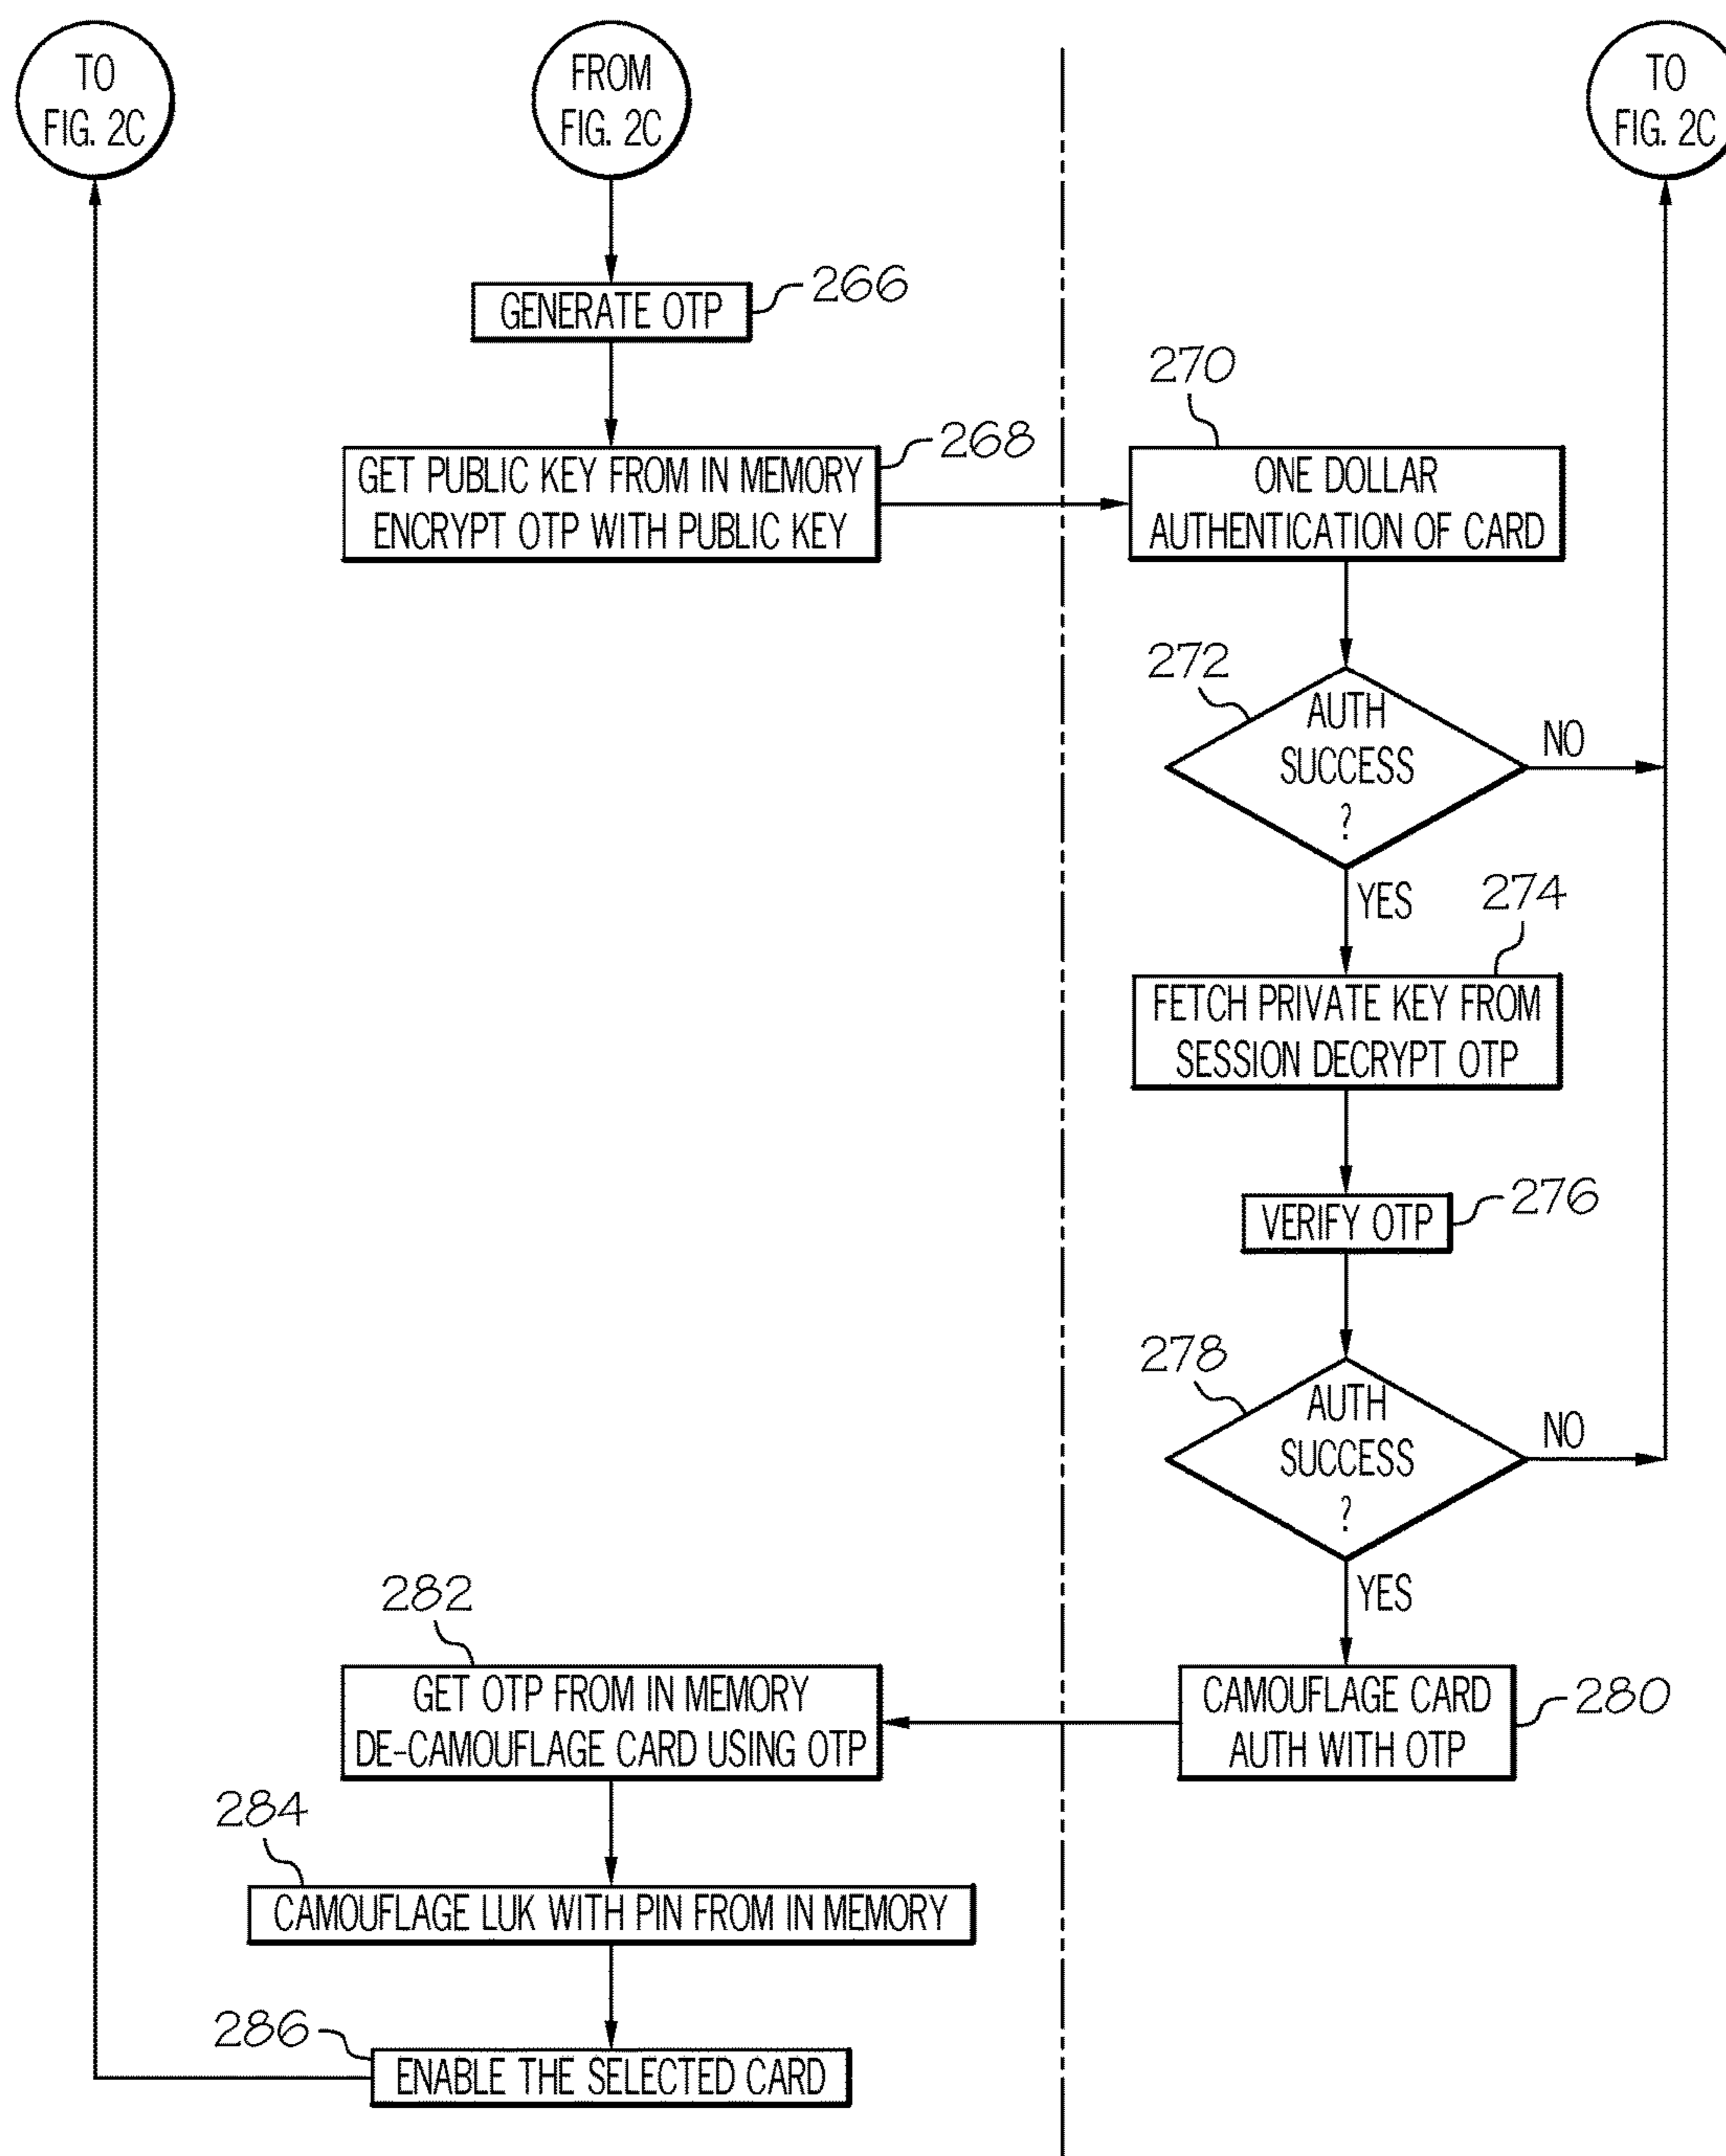 TO
FIG. 2C
FROM
FIG. 2C
TO
FIG. 2C
GENERATE OTP
266
GET PUBLIC KEY FROM IN MEMORY
ENCRYPT OTP WITH PUBLIC KEY
268
270
ONE DOLLAR
AUTHENTICATION OF CARD
272
AUTH
SUCCESS
?
NO
YES
274
FETCH PRIVATE KEY FROM
SESSION DECRYPT OTP
VERIFY OTP
276
278
AUTH
SUCCESS
?
NO
YES
CAMOUFLAGE CARD
AUTH WITH OTP
280
282
GET OTP FROM IN MEMORY
DE-CAMOUFLAGE CARD USING OTP
284
CAMOUFLAGE LUK WITH PIN FROM IN MEMORY
286
ENABLE THE SELECTED CARD